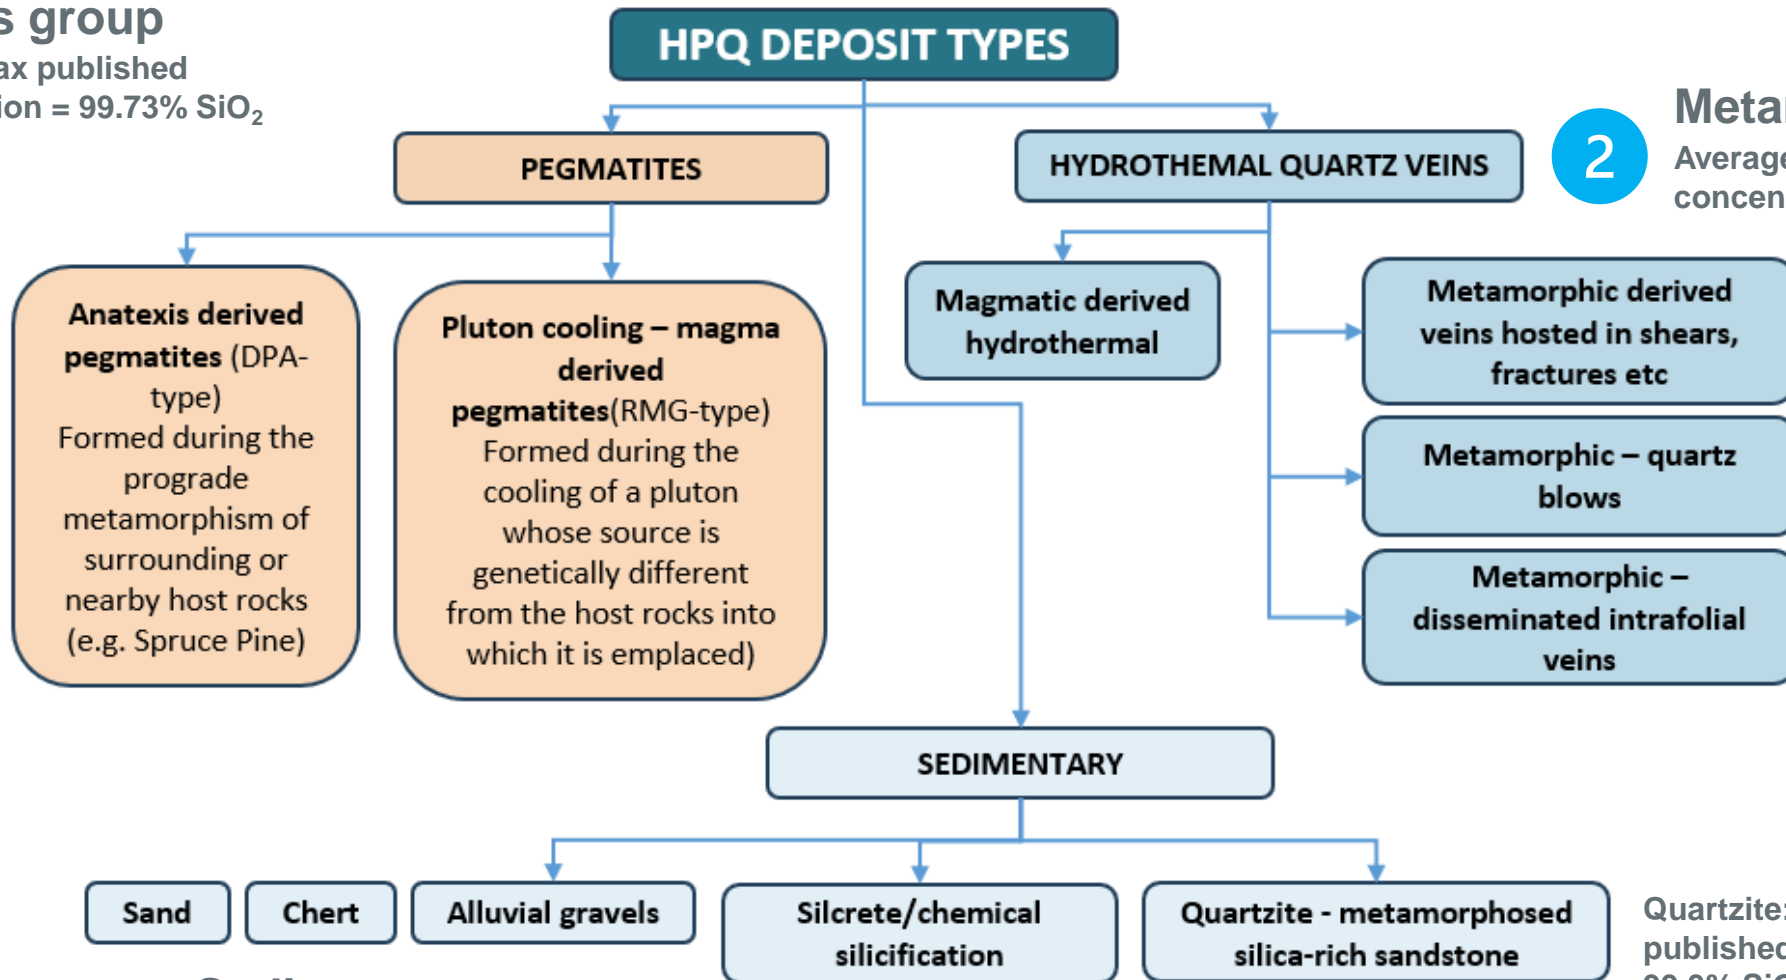 s group
ax published
ion = 99.73% SiO₂
HPQ DEPOSIT TYPES
2
Metar
Average
concen
PEGMATITES
HYDROTHEMAL QUARTZ VEINS
Anatexis derived
pegmatites (DPA-
type)
Formed during the
prograde
metamorphism of
surrounding or
nearby host rocks
(e.g. Spruce Pine)
Pluton cooling – magma
derived
pegmatites(RMG-type)
Formed during the
cooling of a pluton
whose source is
genetically different
from the host rocks into
which it is emplaced)
Magmatic derived
hydrothermal
Metamorphic derived
veins hosted in shears,
fractures etc
Metamorphic – quartz
blows
Metamorphic –
disseminated intrafolial
veins
SEDIMENTARY
Sand
Chert
Alluvial gravels
Silcrete/chemical
silicification
Quartzite - metamorphosed
silica-rich sandstone
Quartzite:
published